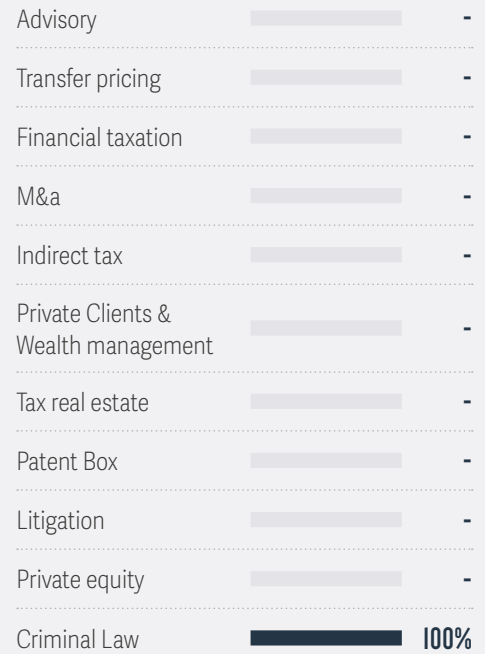 Advisory -
Transfer pricing -
Financial taxation -
M&a -
Indirect tax -
Private Clients &
Wealth management -
Tax real estate -
Patent Box -
Litigation -
Private equity -
Criminal Law 100%